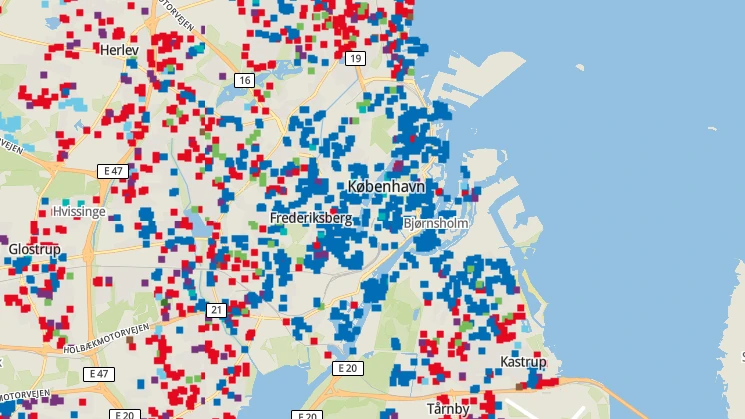 MOTORVEJEN
Herlev
19
16
E 47
København
Hvissinge
Frederiksberg
Bjørnsholm
Glostrup
21
HOLBÆKMOTORVEJEN
E 20
Kastrup
E 47
MOTORVEJEN
Tårnby
E 20
E 20